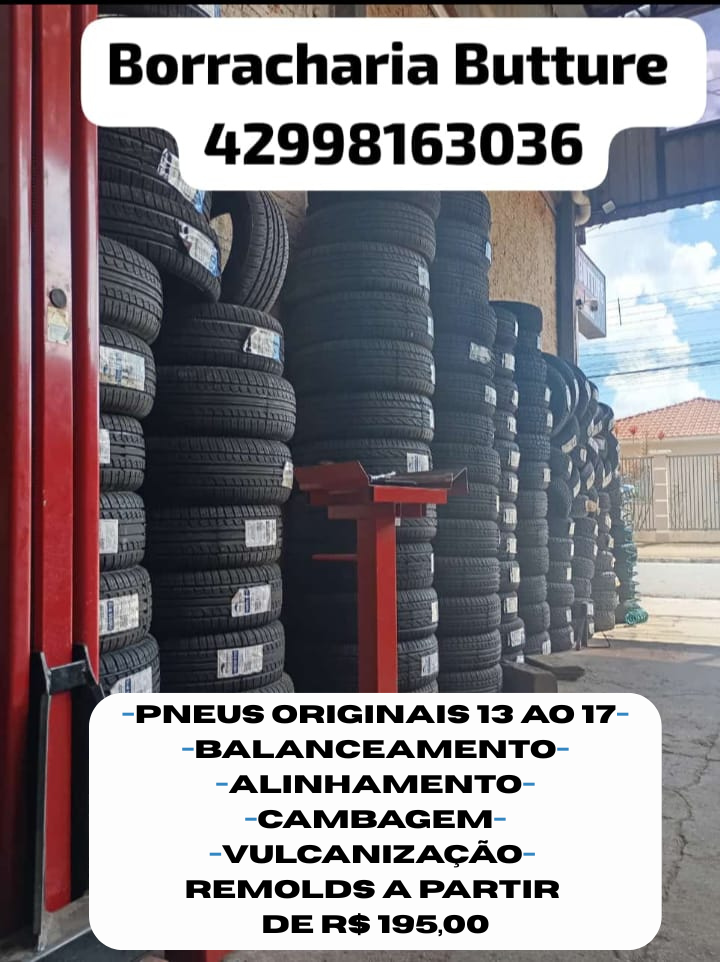 Borracharia Butture
42998163036
-PNEUS ORIGINAIS 13 AO 17-
-BALANCEAMENTO-
-ALINHAMENTO-
-CAMBAGEM-
-VULCANIZAÇÃO-
REMOLDS A PARTIR
DE R$ 195,00